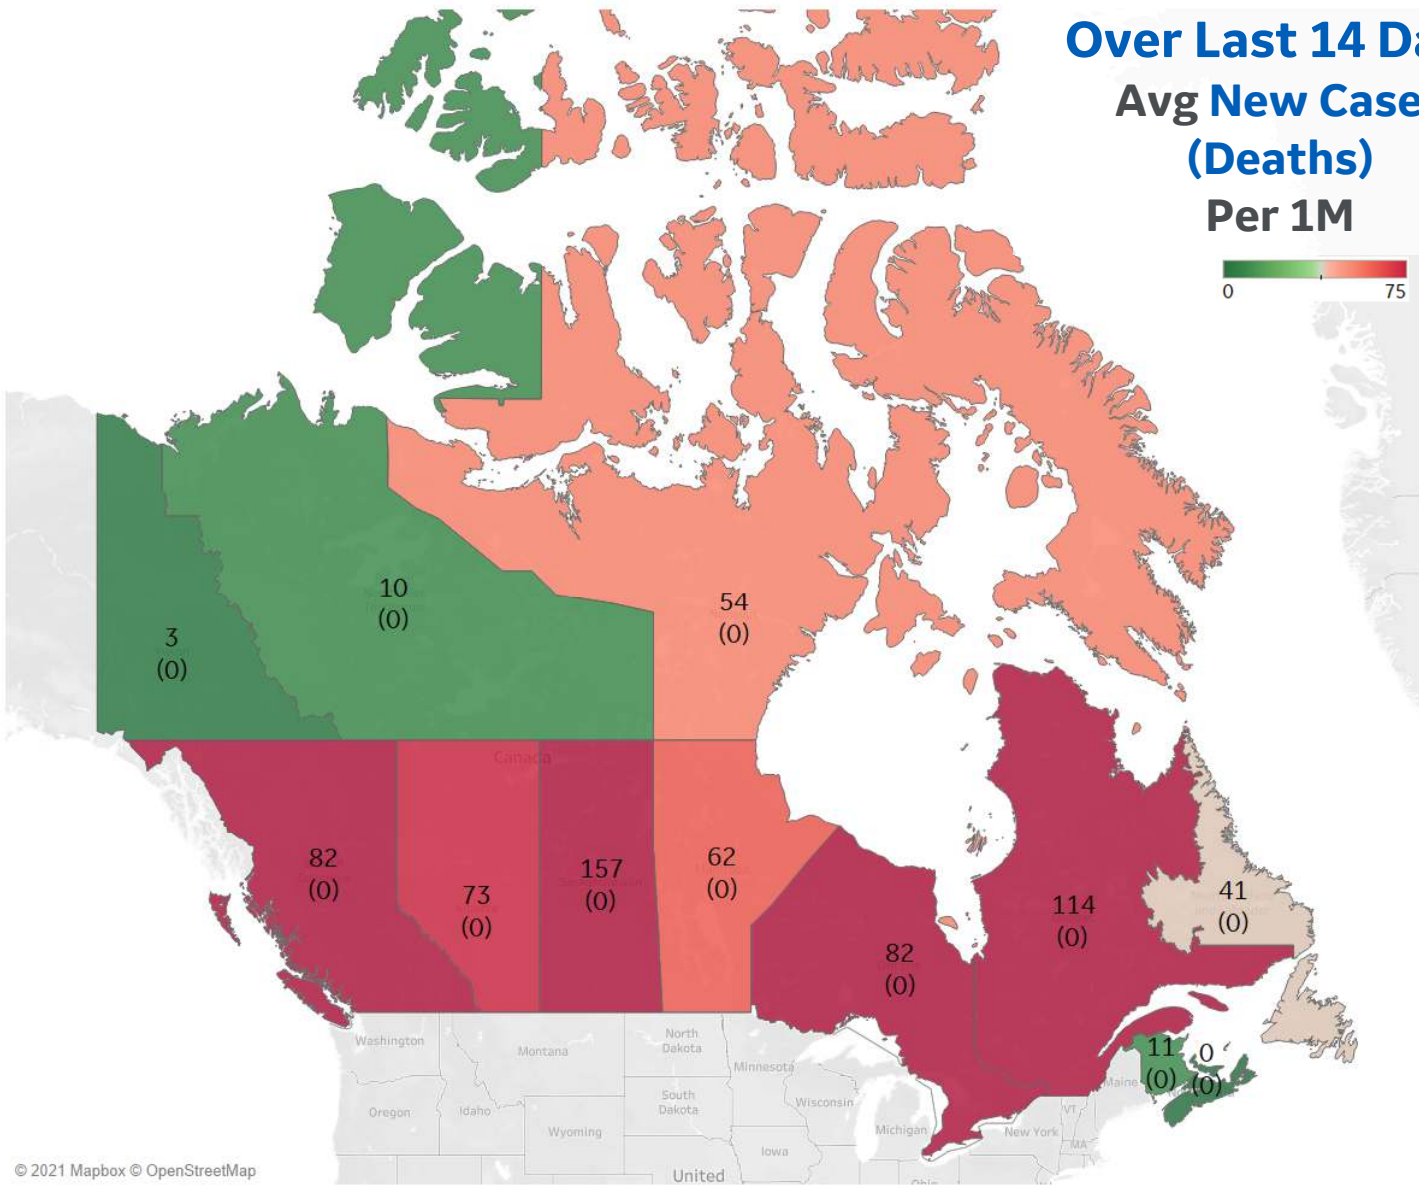 Over Last 14 Da
Avg New Case
(Deaths)
Per 1M
0
75
10
(0)
54
(0)
3
(0)
Canada
82
(0)
73
(0)
157
(0)
62
(0)
82
(0)
114
(0)
41
(0)
11
(0)
0
(0)
Washington
Montana
North
Dakota
Minnesota
Oregon
Idaho
Wyoming
South
Dakota
Wisconsin
Michigan
Iowa
New York
VT
MA
Maine
United
Ohio
© 2021 Mapbox © OpenStreetMap